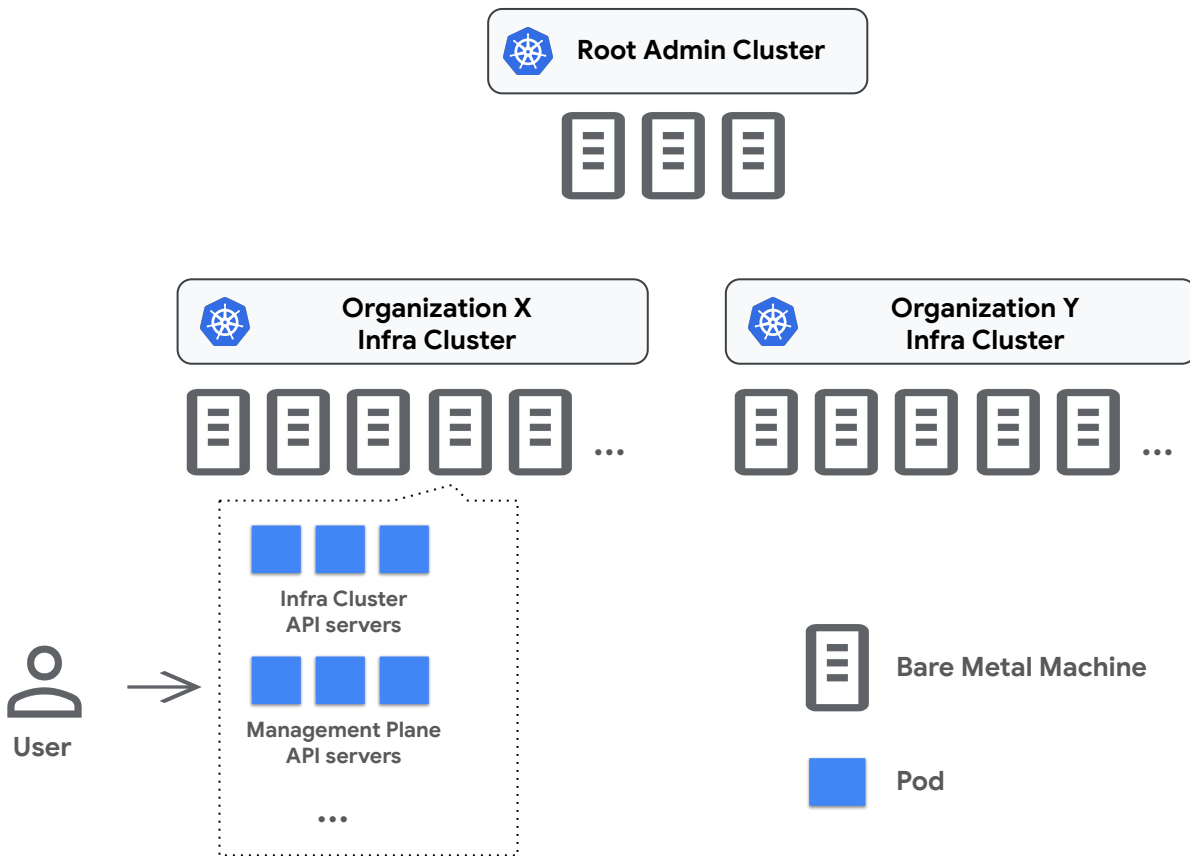 Root Admin Cluster
Organization X
Infra Cluster
Organization Y
Infra Cluster
...
...
Infra Cluster
API servers
Management Plane
API servers
...
User
Bare Metal Machine
Pod